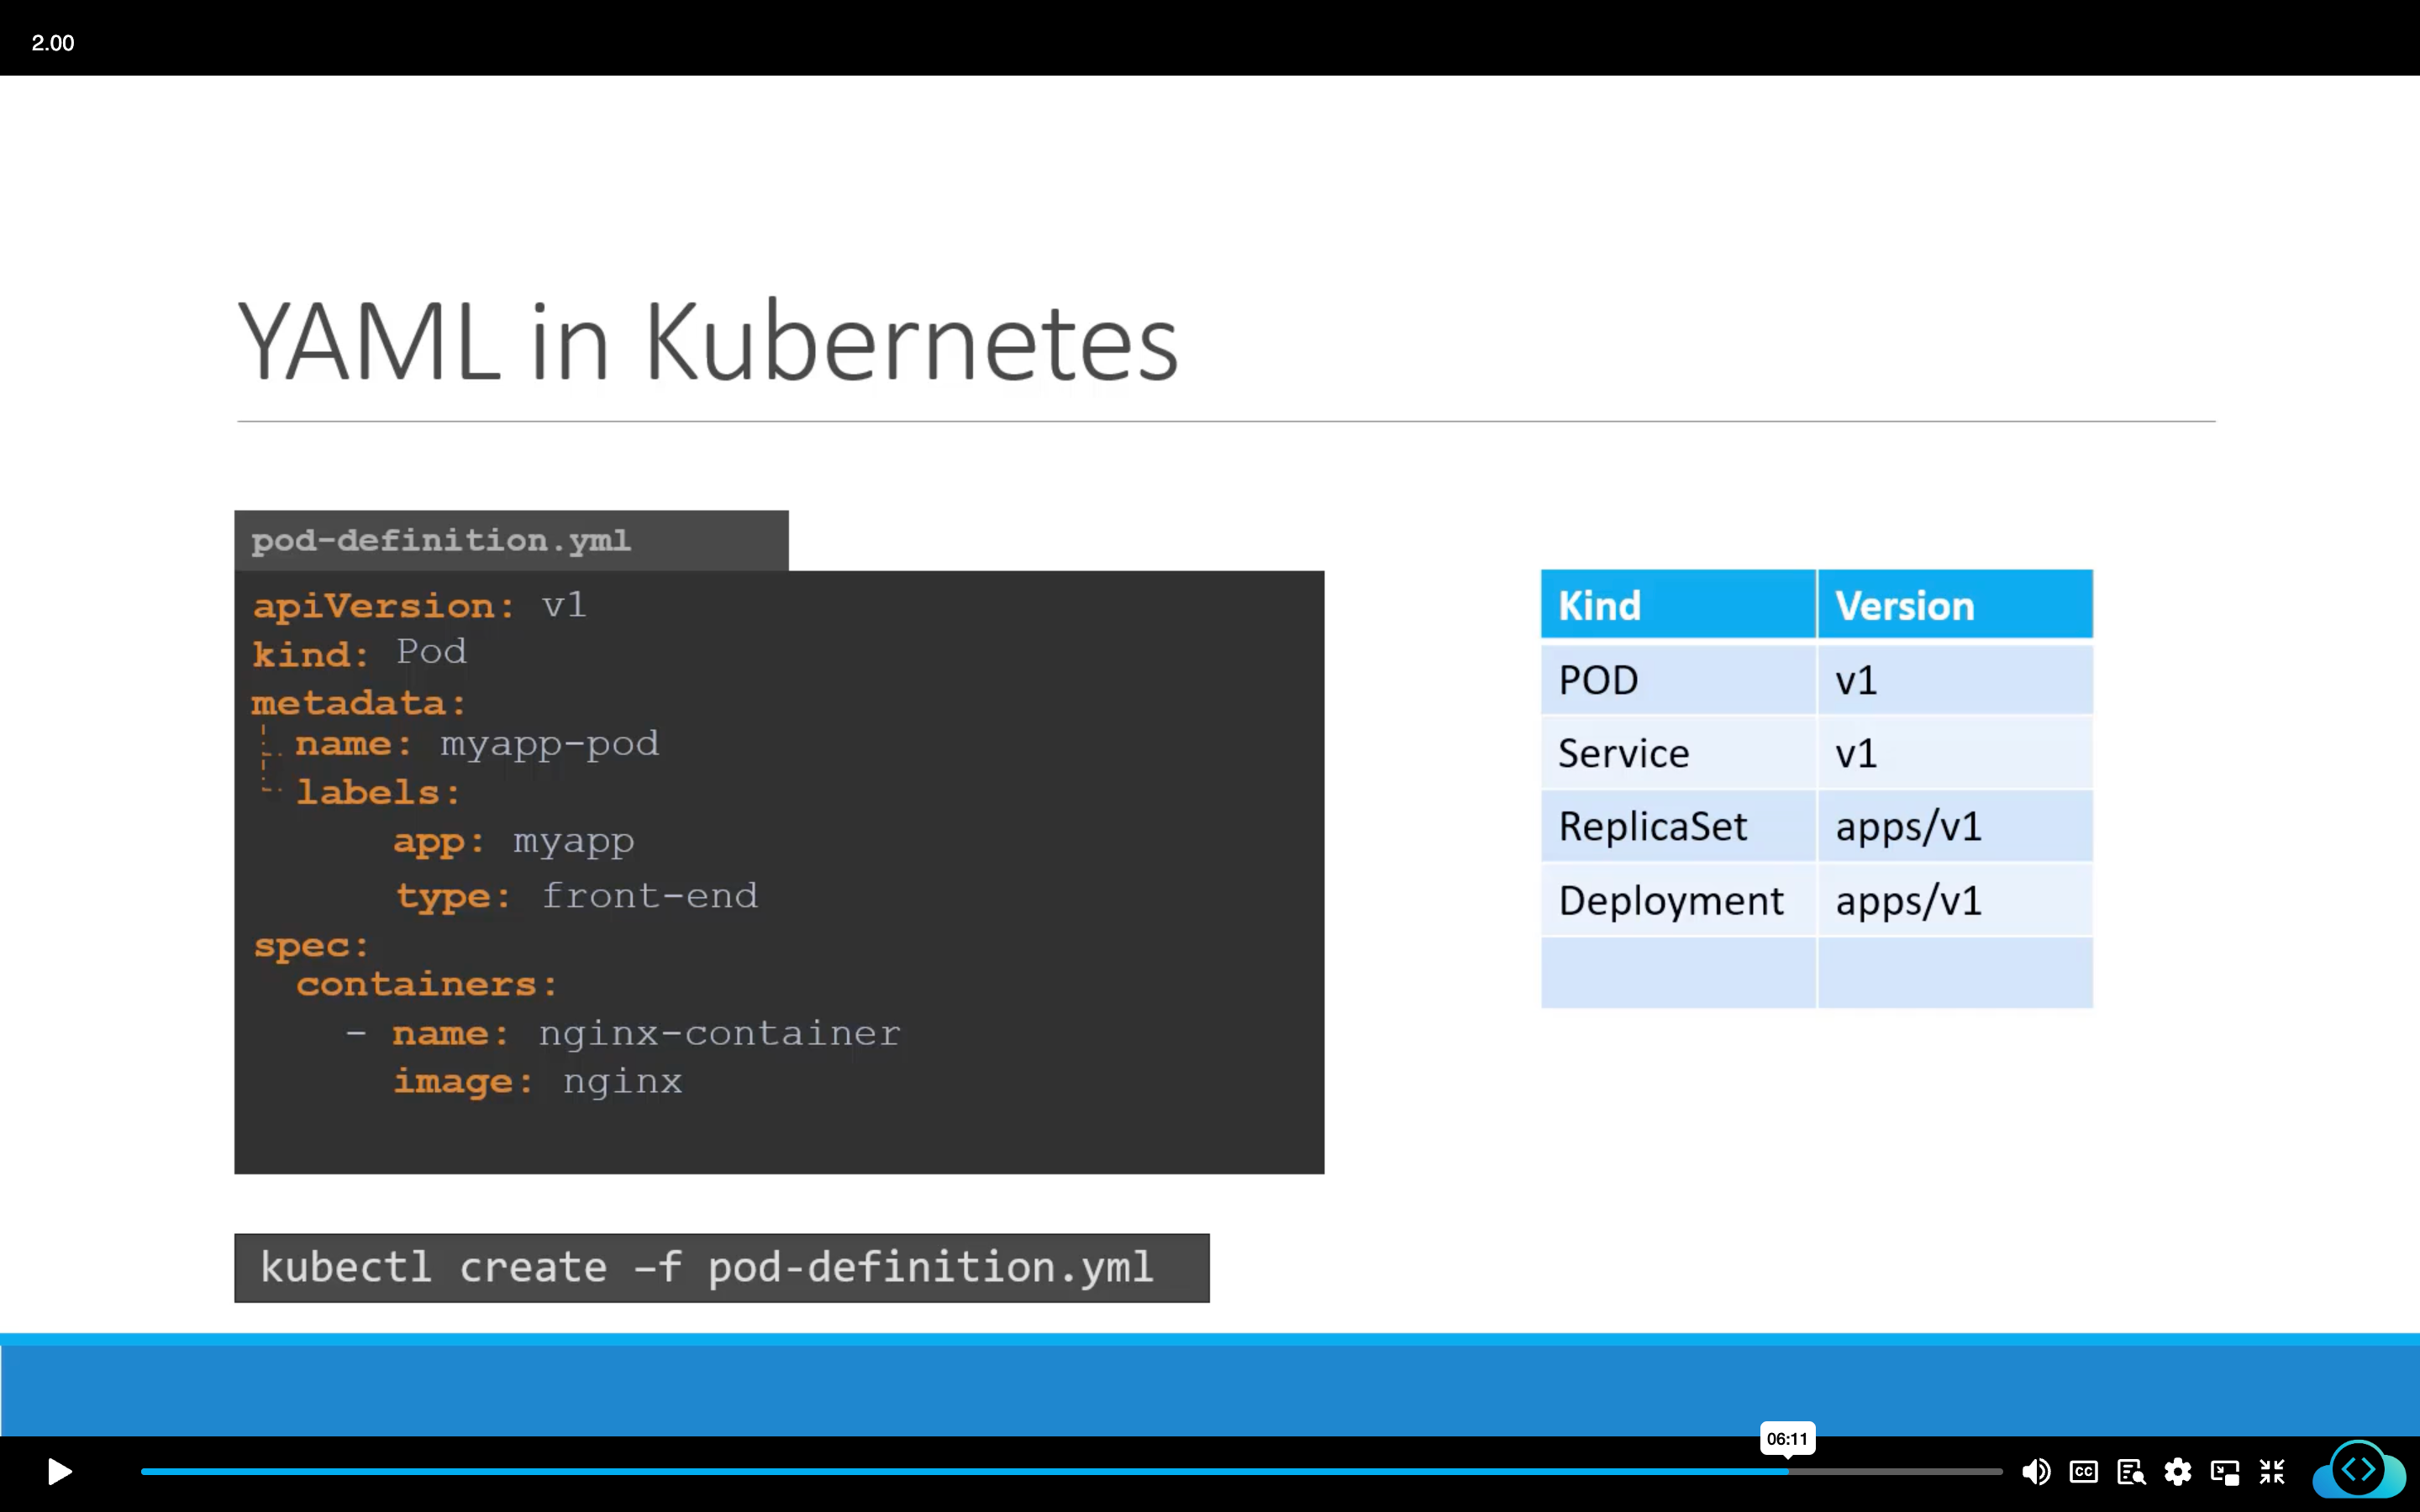 2.00
YAML in Kubernetes
pod-definition.yml
apiVersion: v1
kind: Pod
metadata:
  name: myapp-pod
  labels:
      app: myapp
      type: front-end
spec:
  containers:
    - name: nginx-container
      image: nginx
Kind Version
POD v1
Service v1
ReplicaSet apps/v1
Deployment apps/v1
kubectl create –f pod-definition.yml
06:11
CC